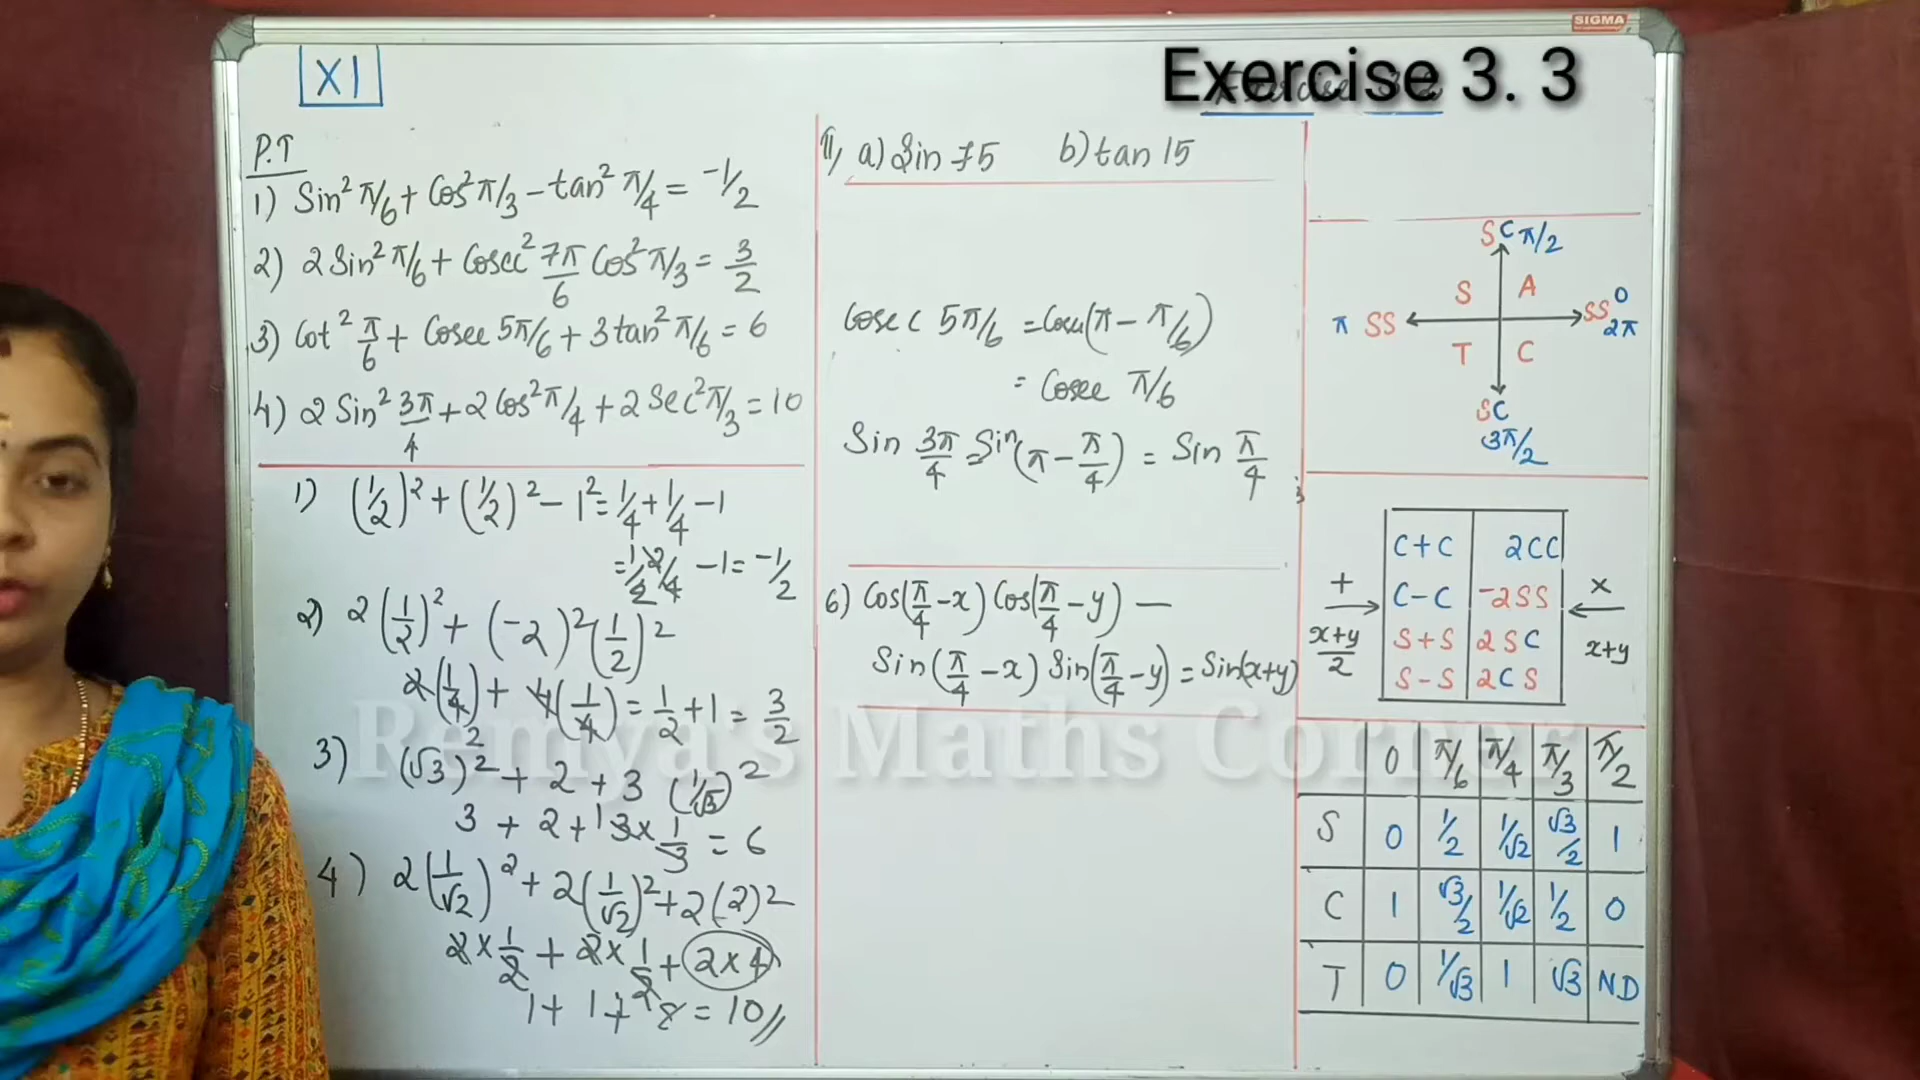 SIGMA
XI
Exercise 3. 3
P.T
1) Sin² π/6 + Cos² π/3 − tan² π/4 = −1/2
2) 2 Sin² π/6 + Cosec² 7π/6 Cos² π/3 = 3/2
3) Cot² π/6 + Cosec 5π/6 + 3 tan² π/6 = 6
4) 2 Sin² 3π/4 + 2 Cos² π/4 + 2 Sec² π/3 = 10
1) (1/2)² + (1/2)² − 1² = 1/4 + 1/4 − 1
= 2/4 − 1 = −1/2
2) 2 (1/2)² + (−2)² (1/2)²
2(1/4) + 4(1/4) = 1/2 + 1 = 3/2
3) (√3)² + 2 + 3 (1/√3)²
3 + 2 + 3 × 1/3 = 6
4) 2(1/√2)² + 2(1/√2)² + 2(2)²
2 × 1/2 + 2 × 1/2 + 2×4
1 + 1 + 8 = 10//
a) Sin 75 b) tan 15
Cosec 5π/6 = Cosec(π − π/6)
= Cosec π/6
Sin 3π/4 = Sin(π − π/4) = Sin π/4
6) Cos(π/4 − x) Cos(π/4 − y) −
Sin(π/4 − x) Sin(π/4 − y) = Sin(x+y)
SC π/2
S A
π SS SS 0 2π
T C
SC
3π/2
C+C 2CC
+ C−C −2SS ×
(x+y)/2 S+S 2SC x+y
S−S 2CS
0 π/6 π/4 π/3 π/2
S 0 1/2 1/√2 √3/2 1
C 1 √3/2 1/√2 1/2 0
T 0 1/√3 1 √3 ND
Remya's Maths Corner